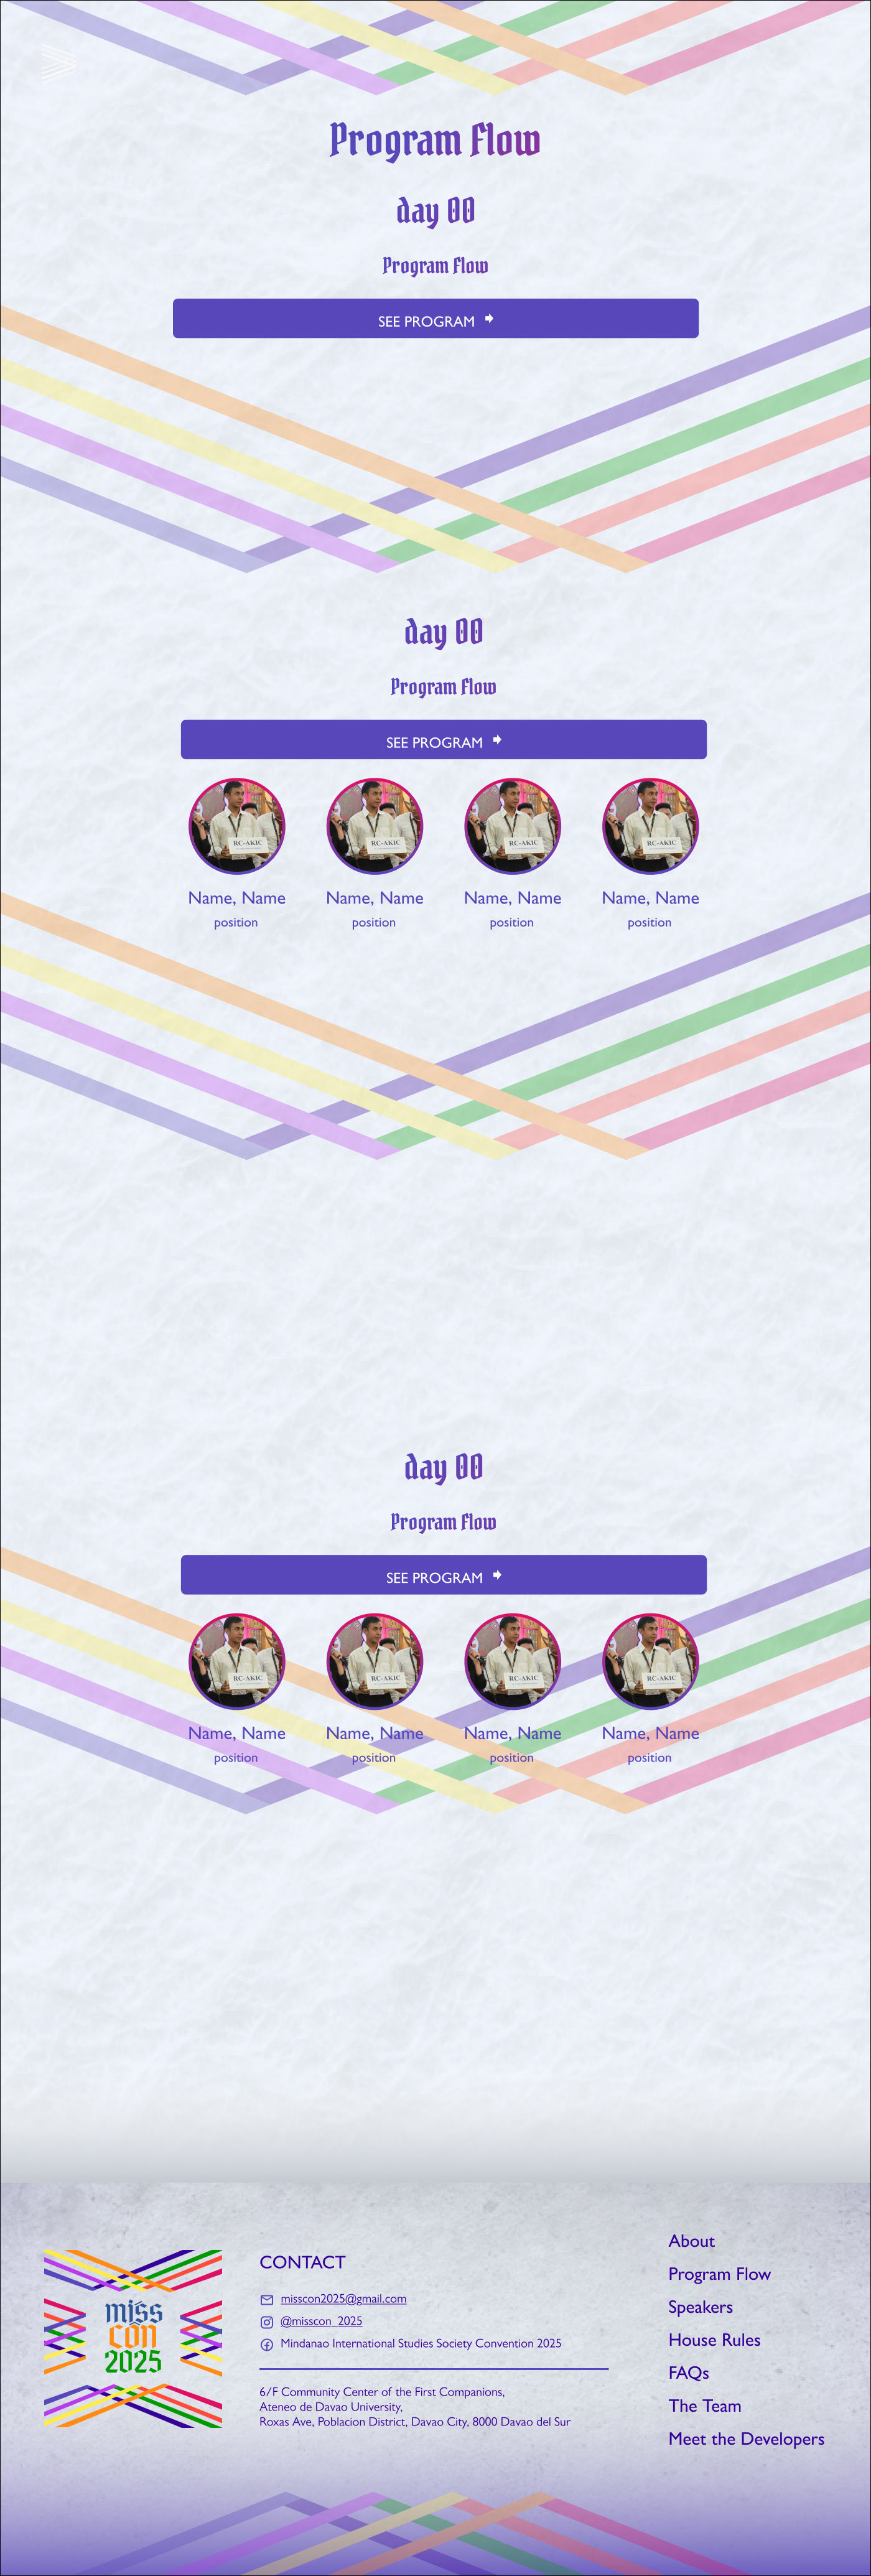 Program Flow
day 00
Program Flow
SEE PROGRAM
day 00
Program Flow
SEE PROGRAM
RC-AKIC RC-AKIC RC-AKIC RC-AKIC
Name, Name Name, Name Name, Name Name, Name
position position position position
day 00
Program Flow
SEE PROGRAM
RC-AKIC RC-AKIC RC-AKIC RC-AKIC
Name, Name Name, Name Name, Name Name, Name
position position position position
miss
con
2025
CONTACT
misscon2025@gmail.com
@misscon_2025
Mindanao International Studies Society Convention 2025
6/F Community Center of the First Companions,
Ateneo de Davao University,
Roxas Ave, Poblacion District, Davao City, 8000 Davao del Sur
About
Program Flow
Speakers
House Rules
FAQs
The Team
Meet the Developers